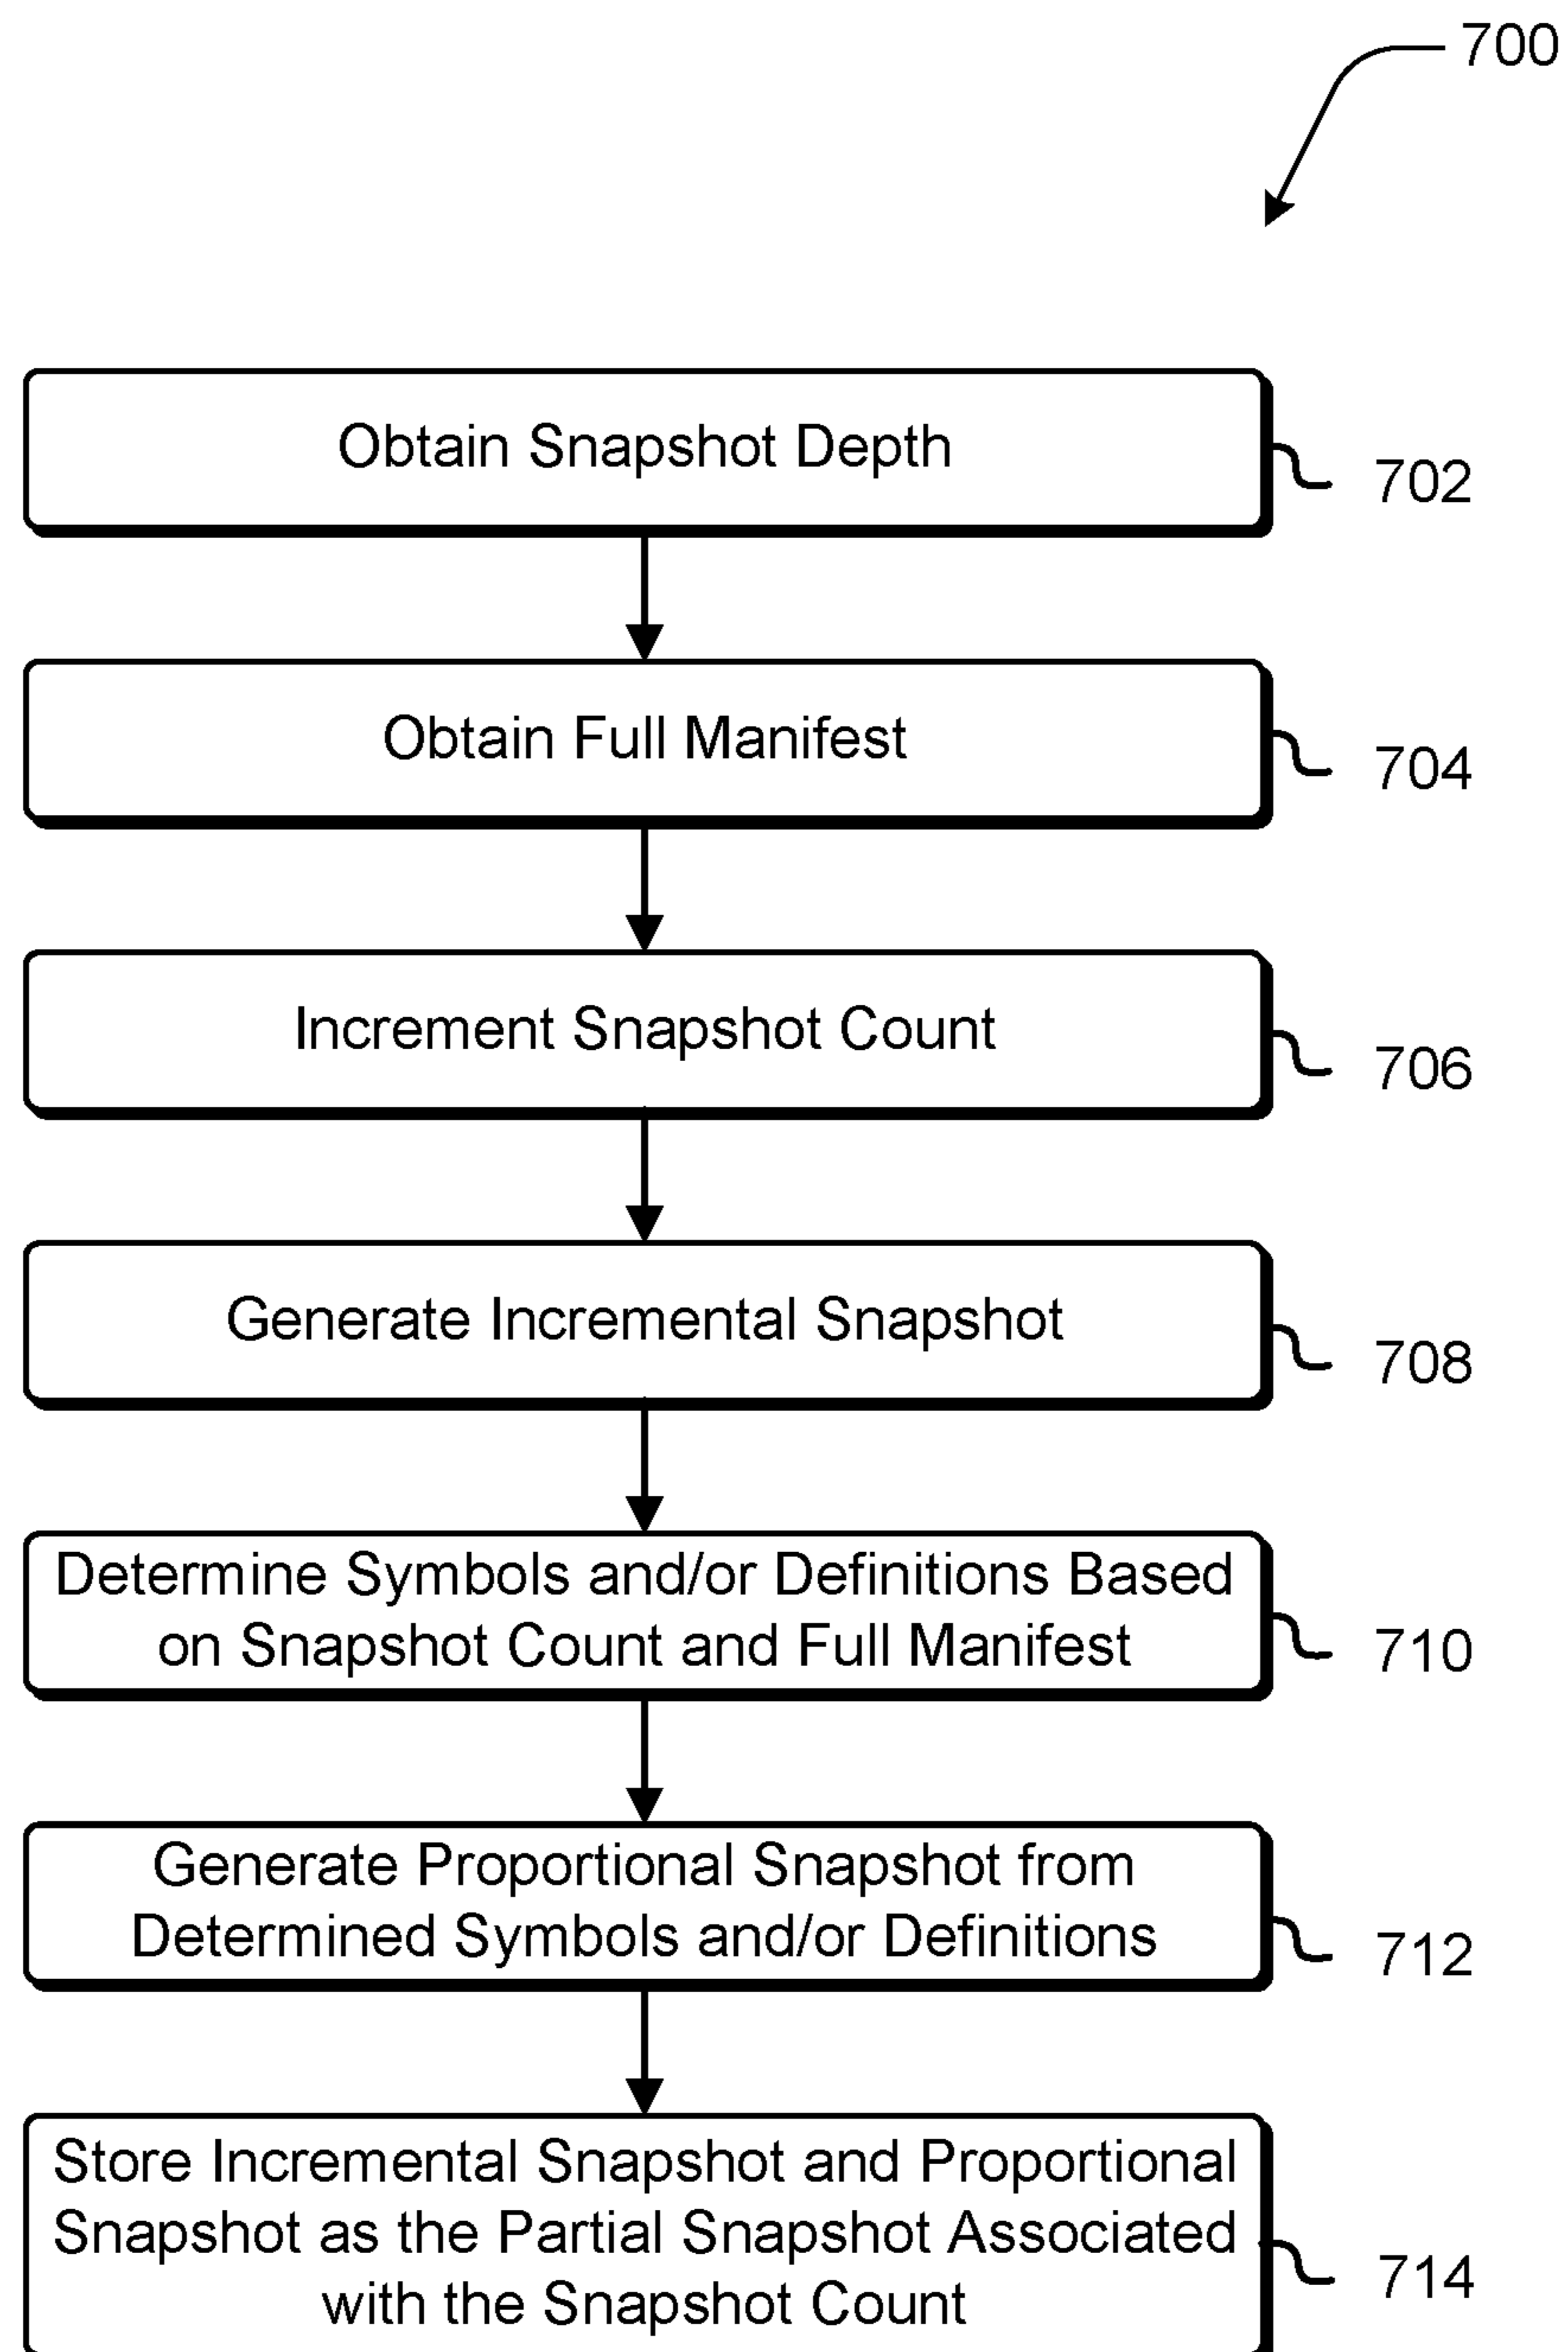 700
Obtain Snapshot Depth
702
Obtain Full Manifest
704
Increment Snapshot Count
706
Generate Incremental Snapshot
708
Determine Symbols and/or Definitions Based
on Snapshot Count and Full Manifest
710
Generate Proportional Snapshot from
Determined Symbols and/or Definitions
712
Store Incremental Snapshot and Proportional
Snapshot as the Partial Snapshot Associated
with the Snapshot Count
714